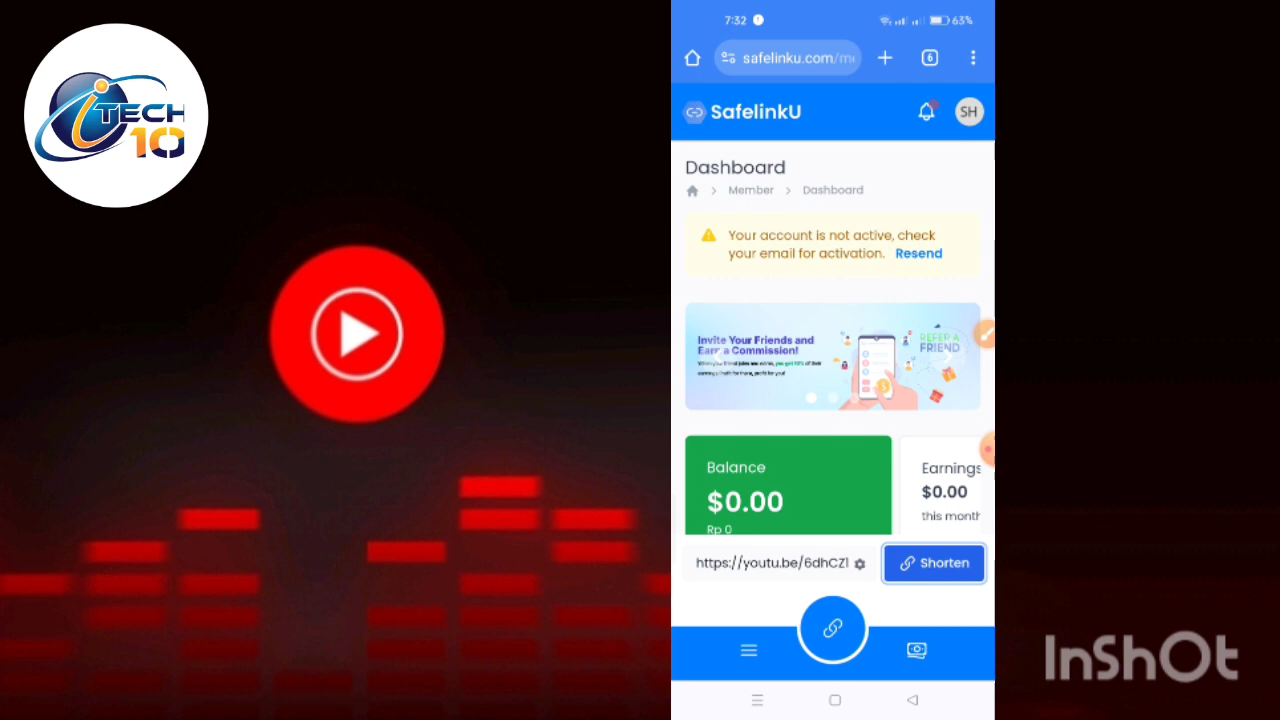 iTECH
10
7:32
63%
safelinku.com/m
6
SafelinkU
SH
Dashboard
Member
Dashboard
Your account is not active, check
your email for activation. Resend
Invite Your Friends and
Earn a Commission!
REFER A
FRIEND
Balance
$0.00
Rp 0
Earnings
$0.00
this month
https://youtu.be/6dhCZ1
Shorten
InShOt